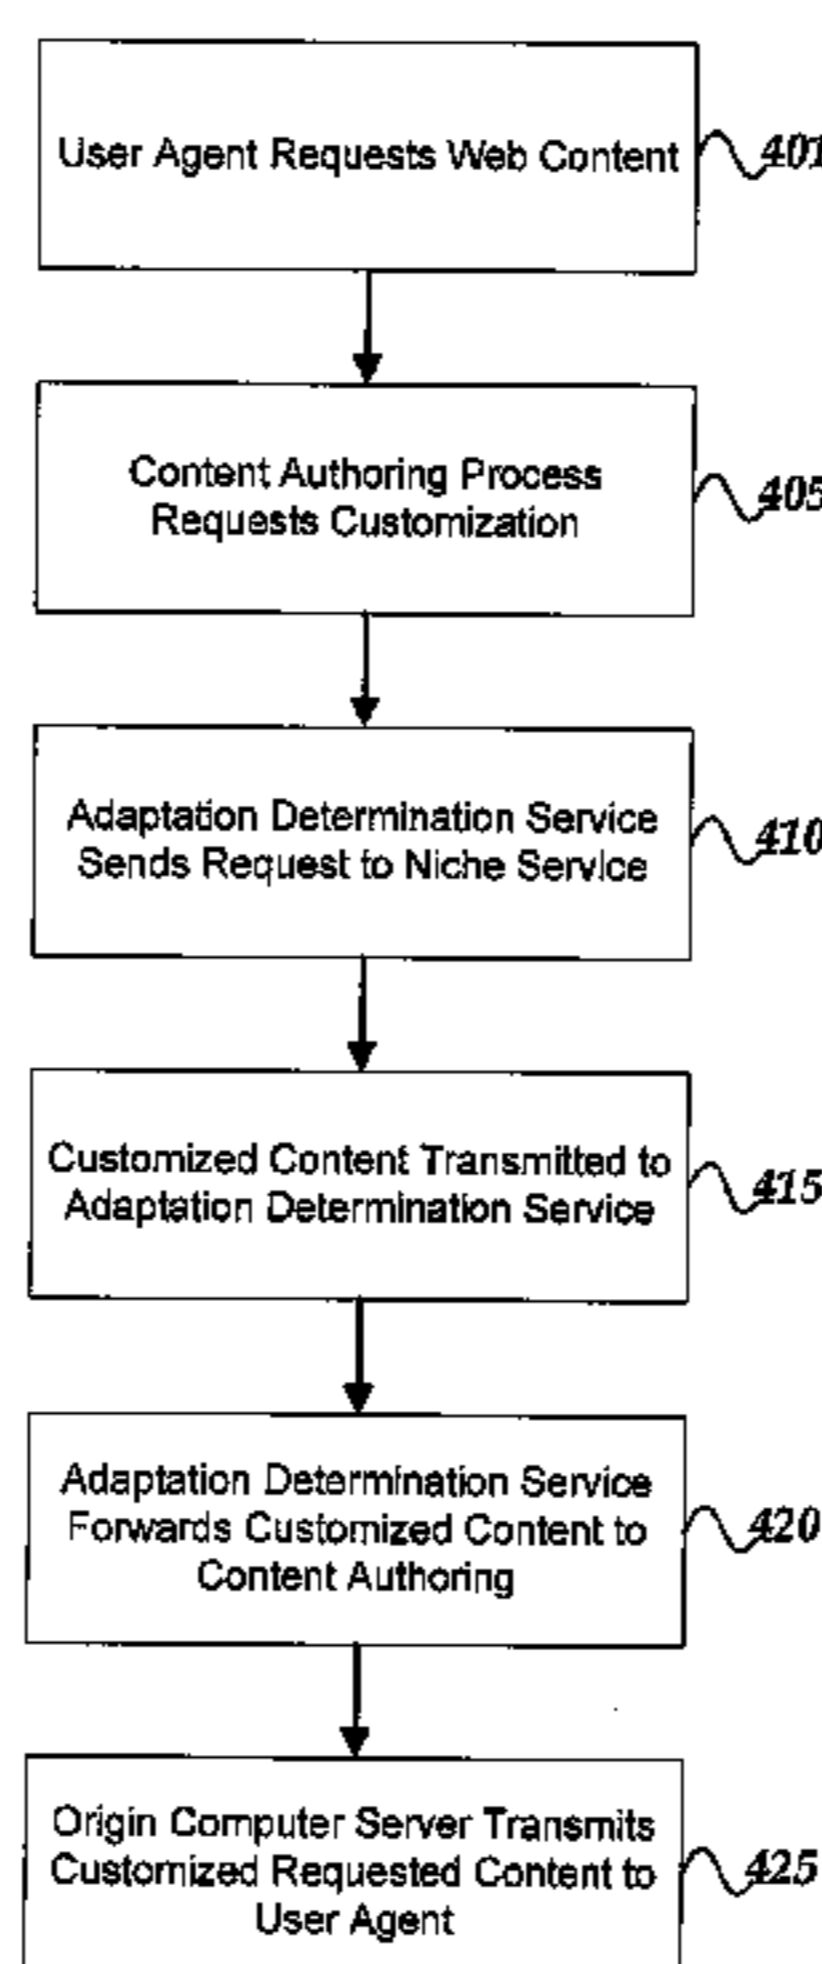 User Agent Requests Web Content
401
Content Authoring Process
Requests Customization
405
Adaptation Determination Service
Sends Request to Niche Service
410
Customized Content Transmitted to
Adaptation Determination Service
415
Adaptation Determination Service
Forwards Customized Content to
Content Authoring
420
Origin Computer Server Transmits
Customized Requested Content to
User Agent
425